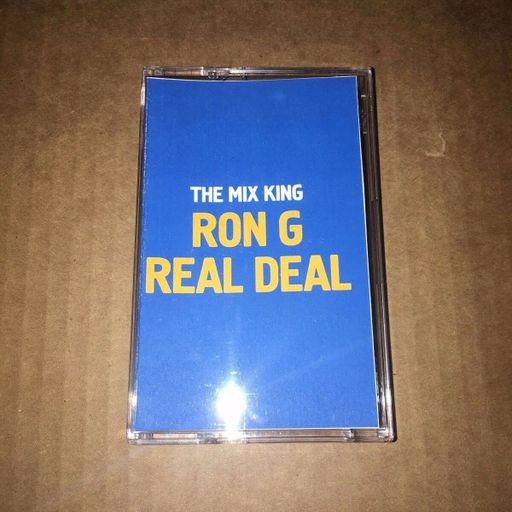 THE MIX KING
RON G
REAL DEAL